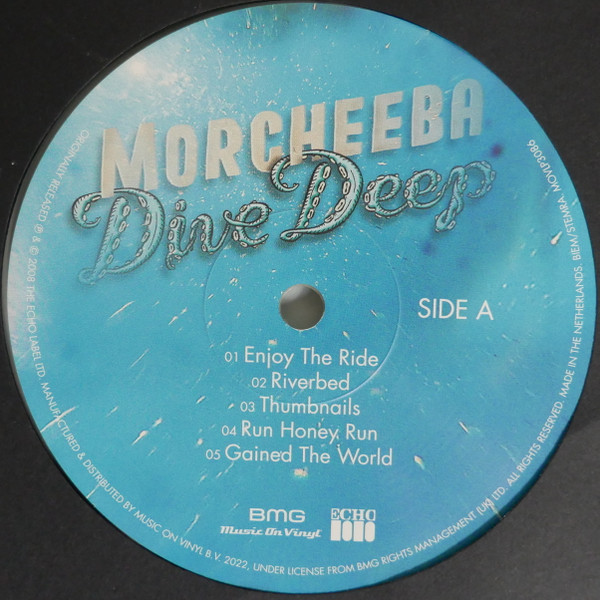 MORCHEEBA
Dive Deep
SIDE A
01 Enjoy The Ride
02 Riverbed
03 Thumbnails
04 Run Honey Run
05 Gained The World
BMG
ECHO
Music On Vinyl
ORIGINALLY RELEASED ℗ & © 2008 THE ECHO LABEL LTD. MANUFACTURED & DISTRIBUTED BY MUSIC ON VINYL B.V. 2022, UNDER LICENSE FROM BMG RIGHTS MANAGEMENT (UK) LTD. ALL RIGHTS RESERVED. MADE IN THE NETHERLANDS. BIEM/STEMRA. MOVLP3086